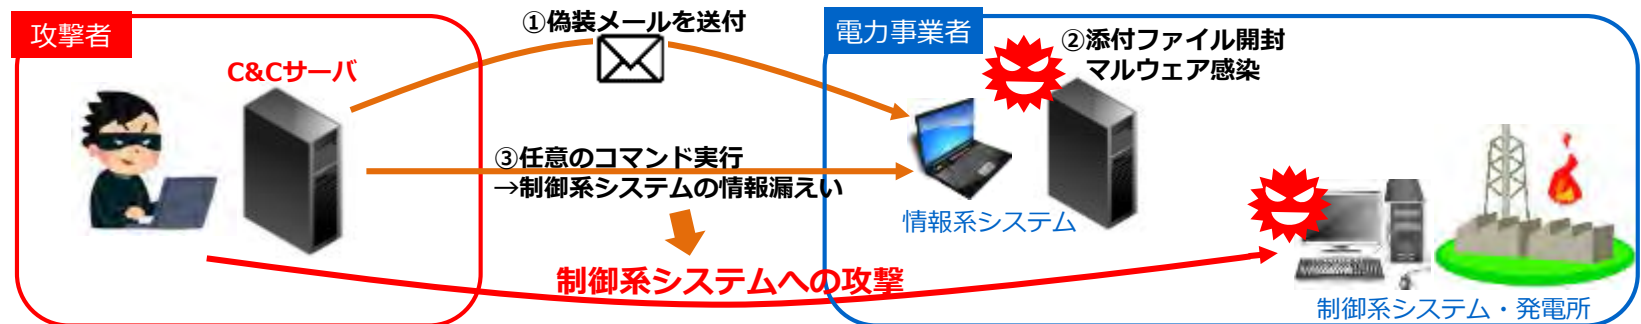 攻撃者
C&Cサーバ
①偽装メールを送付
電力事業者
②添付ファイル開封
マルウェア感染
③任意のコマンド実行
→制御系システムの情報漏えい
情報系システム
制御系システムへの攻撃
制御系システム・発電所